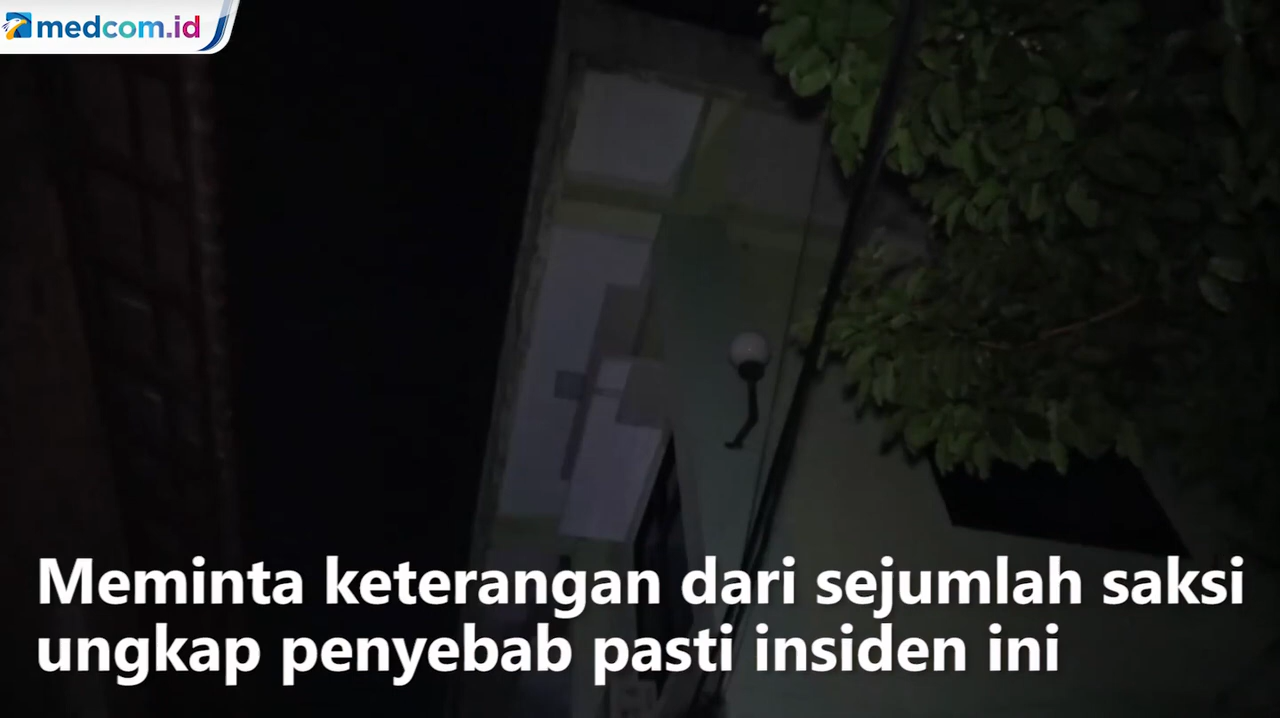 medcom.id
Meminta keterangan dari sejumlah saksi
ungkap penyebab pasti insiden ini